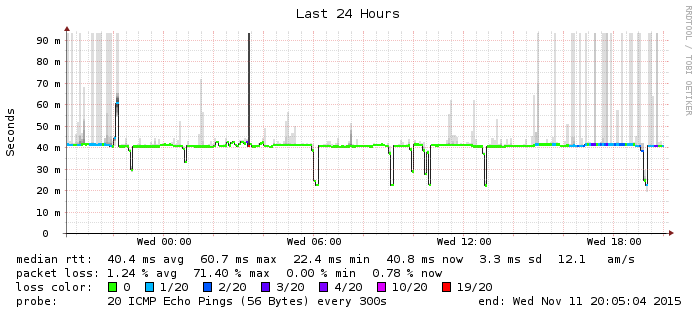 Last 24 Hours
RRDTOOL / TOBI OETIKER
Seconds
90 m
80 m
70 m
60 m
50 m
40 m
30 m
20 m
10 m
0
Wed 00:00 Wed 06:00 Wed 12:00 Wed 18:00
median rtt: 40.4 ms avg 60.7 ms max 22.4 ms min 40.8 ms now 3.3 ms sd 12.1 am/s
packet loss: 1.24 % avg 71.40 % max 0.00 % min 0.78 % now
loss color: 0 1/20 2/20 3/20 4/20 10/20 19/20
probe: 20 ICMP Echo Pings (56 Bytes) every 300s end: Wed Nov 11 20:05:04 2015